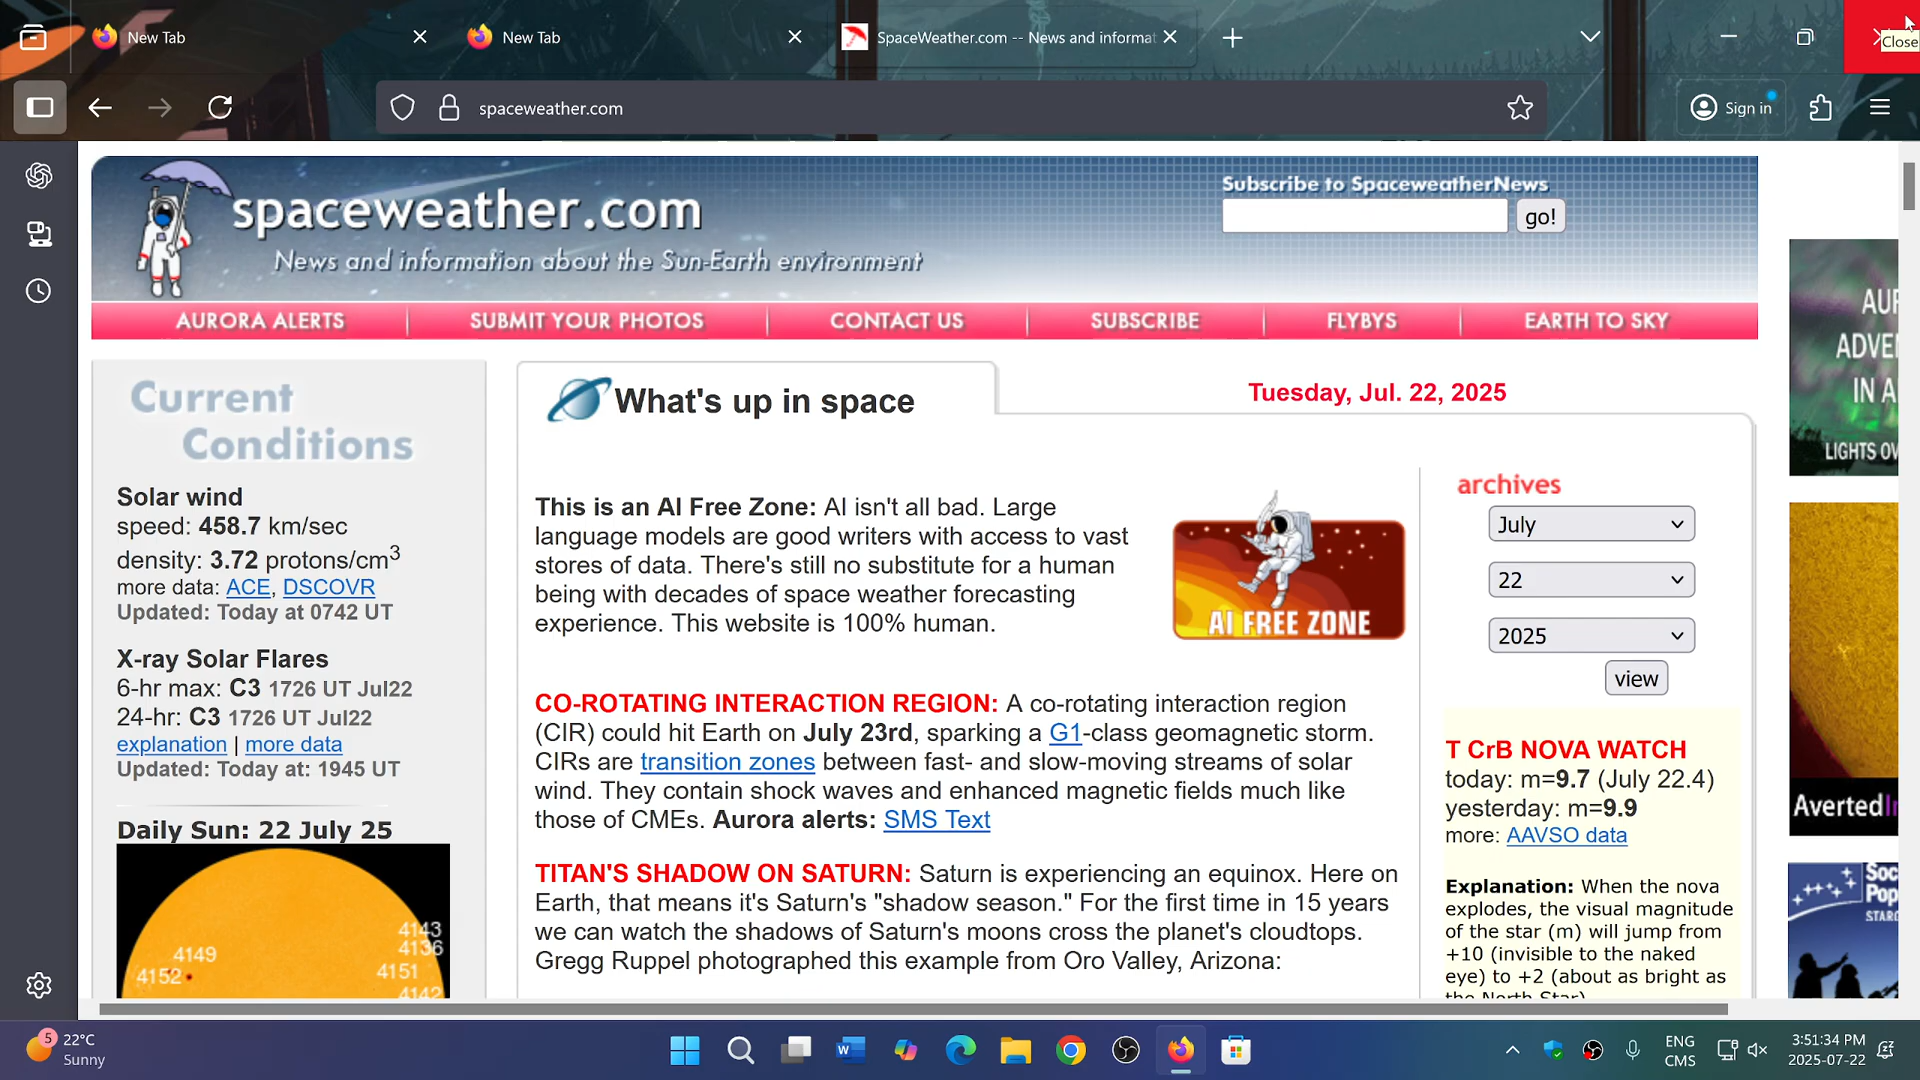 New Tab
New Tab
SpaceWeather.com -- News and informat
Close
spaceweather.com
Sign in
spaceweather.com
News and information about the Sun-Earth environment
Subscribe to SpaceweatherNews
go!
AURORA ALERTS
SUBMIT YOUR PHOTOS
CONTACT US
SUBSCRIBE
FLYBYS
EARTH TO SKY
Current
Conditions
Solar wind
speed: 458.7 km/sec
density: 3.72 protons/cm3
more data: ACE, DSCOVR
Updated: Today at 0742 UT
X-ray Solar Flares
6-hr max: C3 1726 UT Jul22
24-hr: C3 1726 UT Jul22
explanation | more data
Updated: Today at: 1945 UT
Daily Sun: 22 July 25
4149
4152
4143
4136
4151
4142
What's up in space
Tuesday, Jul. 22, 2025
This is an AI Free Zone: AI isn't all bad. Large
language models are good writers with access to vast
stores of data. There's still no substitute for a human
being with decades of space weather forecasting
experience. This website is 100% human.
AI FREE ZONE
CO-ROTATING INTERACTION REGION: A co-rotating interaction region
(CIR) could hit Earth on July 23rd, sparking a G1-class geomagnetic storm.
CIRs are transition zones between fast- and slow-moving streams of solar
wind. They contain shock waves and enhanced magnetic fields much like
those of CMEs. Aurora alerts: SMS Text
TITAN'S SHADOW ON SATURN: Saturn is experiencing an equinox. Here on
Earth, that means it's Saturn's "shadow season." For the first time in 15 years
we can watch the shadows of Saturn's moons cross the planet's cloudtops.
Gregg Ruppel photographed this example from Oro Valley, Arizona:
archives
July
22
2025
view
T CrB NOVA WATCH
today: m=9.7 (July 22.4)
yesterday: m=9.9
more: AAVSO data
Explanation: When the nova
explodes, the visual magnitude
of the star (m) will jump from
+10 (invisible to the naked
eye) to +2 (about as bright as
the North Star)
AUR
ADVE
IN A
LIGHTS OV
AvertedIn
Soc
Pop
STARG
5
22°C
Sunny
ENG
CMS
3:51:34 PM
2025-07-22